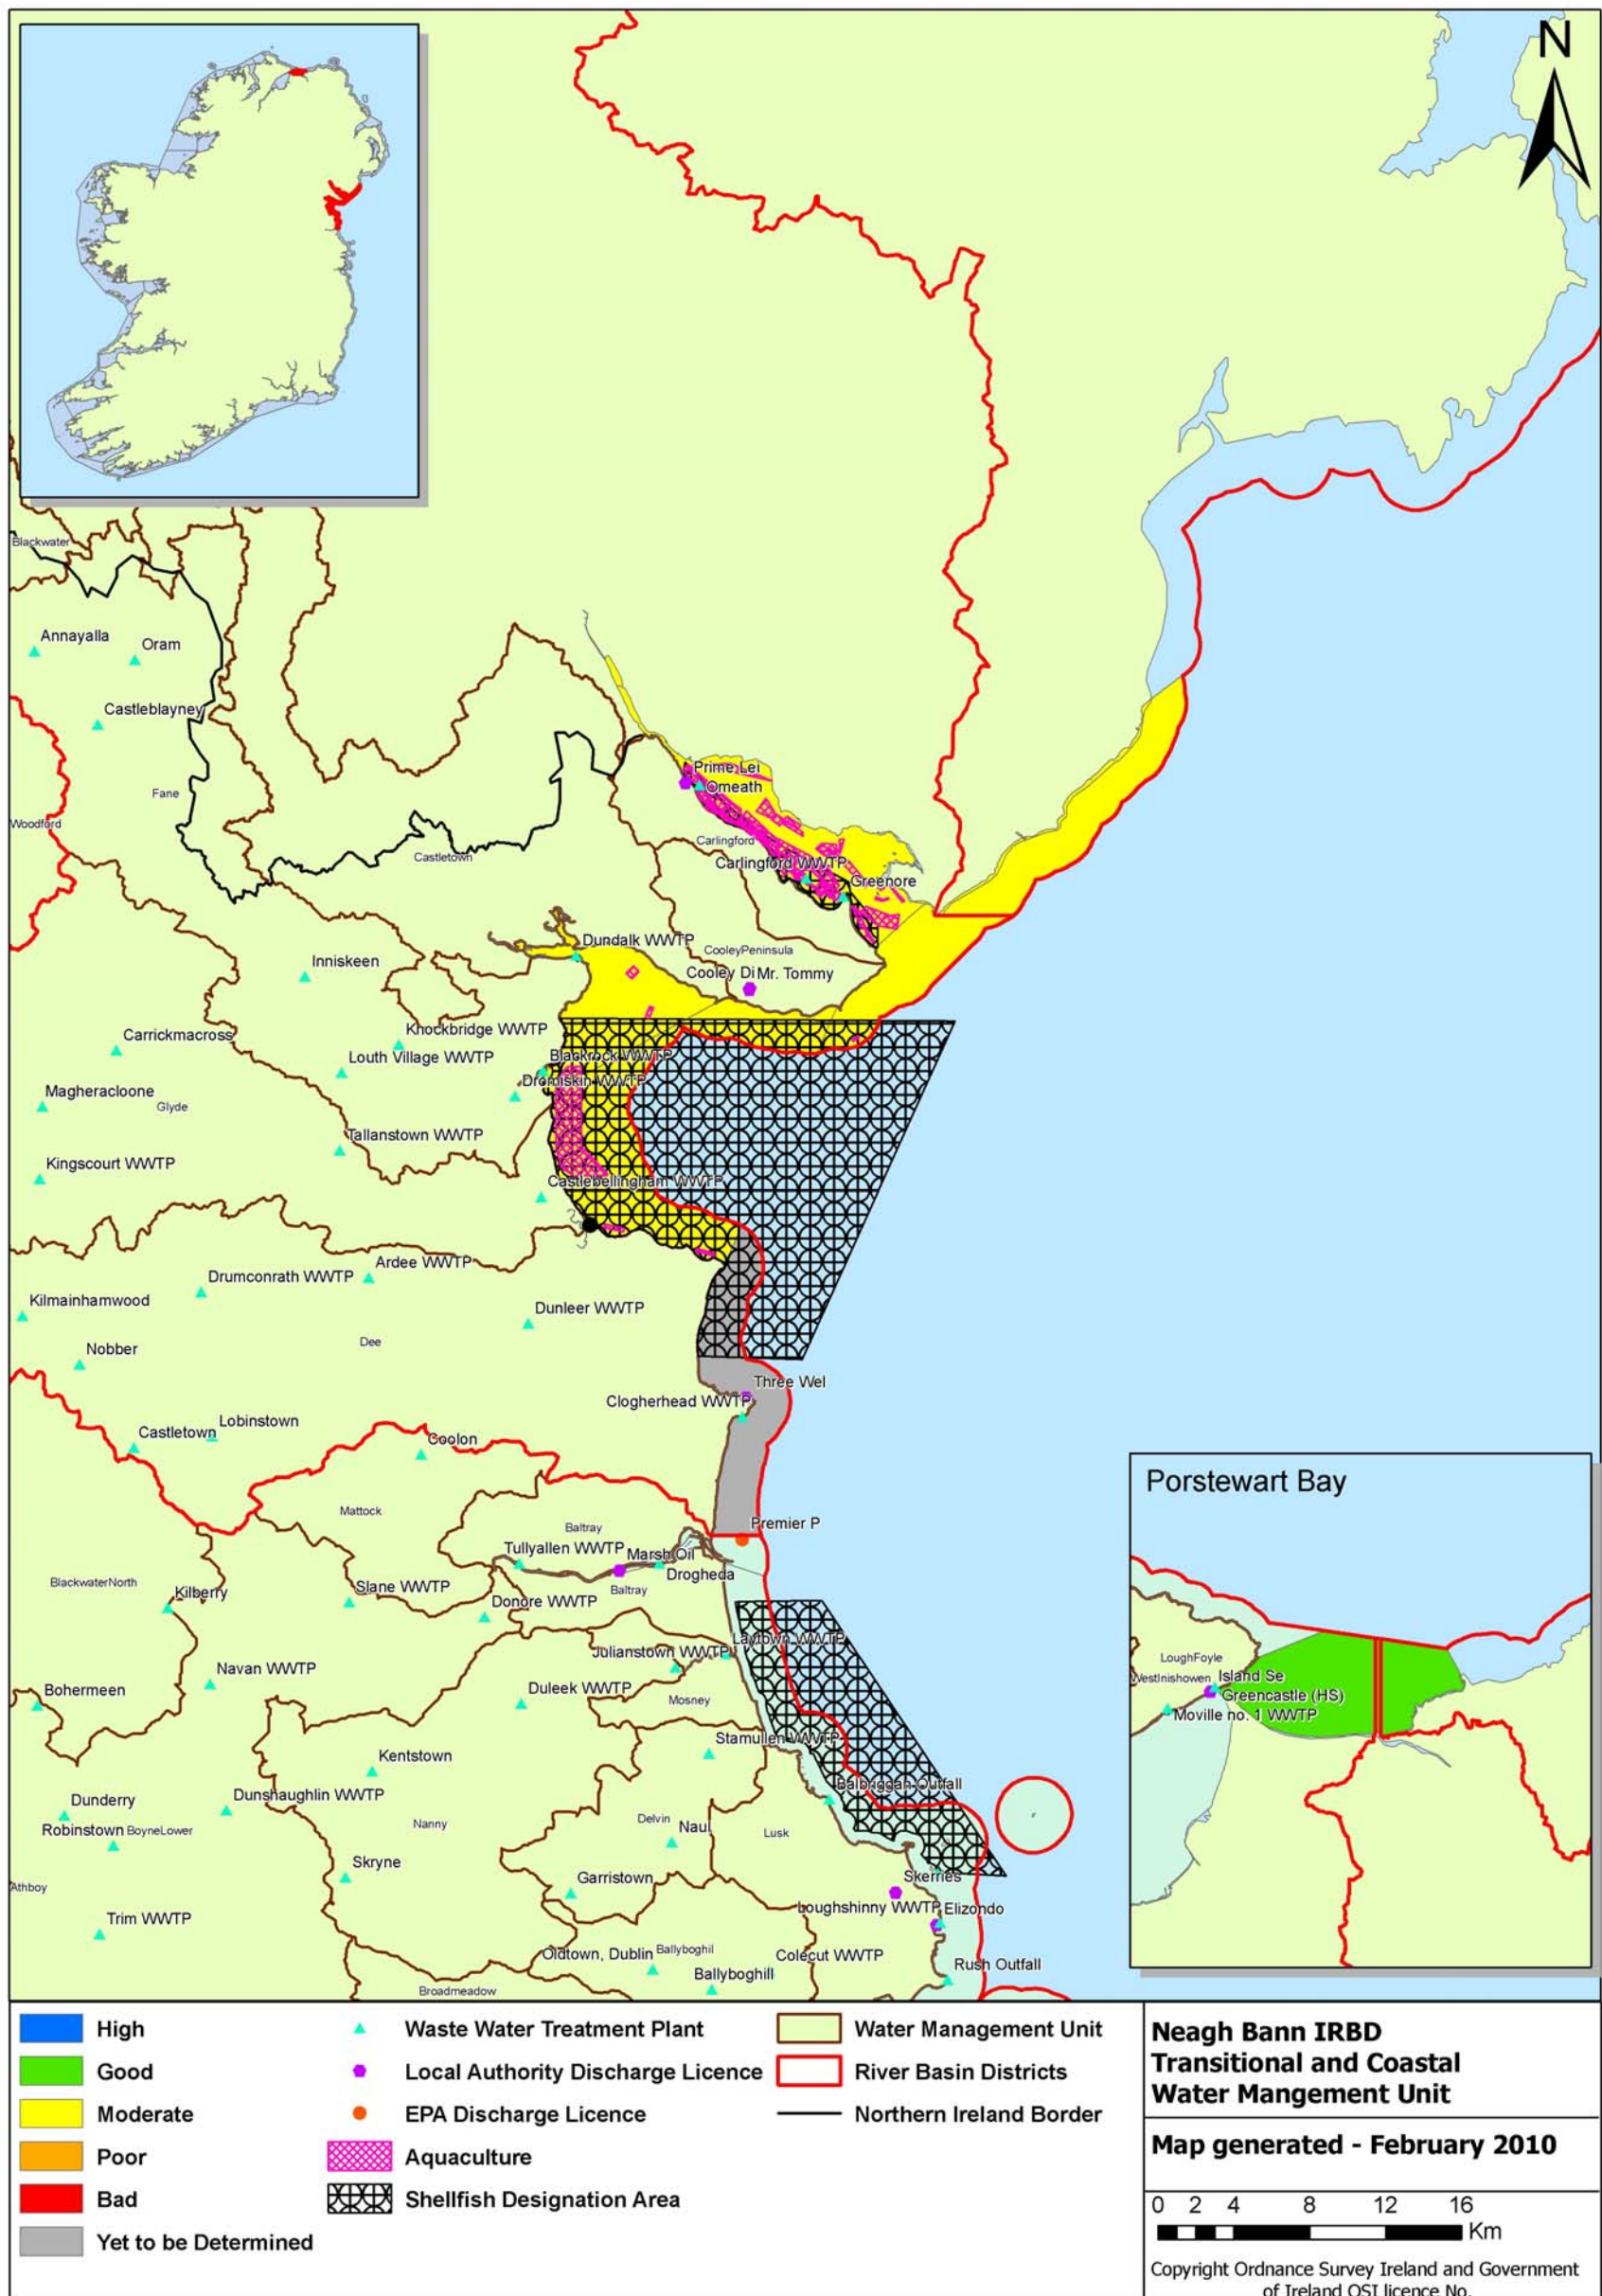 N
Blackwater
Annayalla
Oram
Castleblayney
Fane
Woodford
Castletown
Prime Lei
Omeath
Carlingford
Carlingford WWTP
Greenore
Dundalk WWTP
CooleyPeninsula
Cooley Di Mr. Tommy
Inniskeen
Carrickmacross
Knockbridge WWTP
Louth Village WWTP
Blackrock WWTP
Dromiskin WWTP
Magheracloone
Glyde
Tallanstown WWTP
Kingscourt WWTP
Castlebellingham WWTP
Ardee WWTP
Drumconrath WWTP
Kilmainhamwood
Dunleer WWTP
Dee
Nobber
Three Wel
Clogherhead WWTP
Lobinstown
Castletown
Coolon
Porstewart Bay
Mattock
Premier P
Baltray
Tullyallen WWTP
Marsh Oil
Drogheda
BlackwaterNorth
Kilberry
Slane WWTP
Baltray
Donore WWTP
Laytown WWTP
Julianstown WWTP
Navan WWTP
Bohermeen
Duleek WWTP
Mosney
LoughFoyle
WestInishowen
Island Se
Greencastle (HS)
Moville no. 1 WWTP
Stamullen WWTP
Kentstown
Balbriggan Outfall
Dunshaughlin WWTP
Dunderry
Robinstown
BoyneLower
Nanny
Delvin
Naul
Lusk
Skryne
Garristown
Skerries
Athboy
Loughshinny WWTP
Elizondo
Trim WWTP
Oldtown, Dublin
Ballyboghil
Colecut WWTP
Ballyboghill
Rush Outfall
Broadmeadow
High
Good
Moderate
Poor
Bad
Yet to be Determined
Waste Water Treatment Plant
Local Authority Discharge Licence
EPA Discharge Licence
Aquaculture
Shellfish Designation Area
Water Management Unit
River Basin Districts
Northern Ireland Border
Neagh Bann IRBD
Transitional and Coastal
Water Mangement Unit
Map generated - February 2010
0 2 4 8 12 16
Km
Copyright Ordnance Survey Ireland and Government
of Ireland OSI licence No.